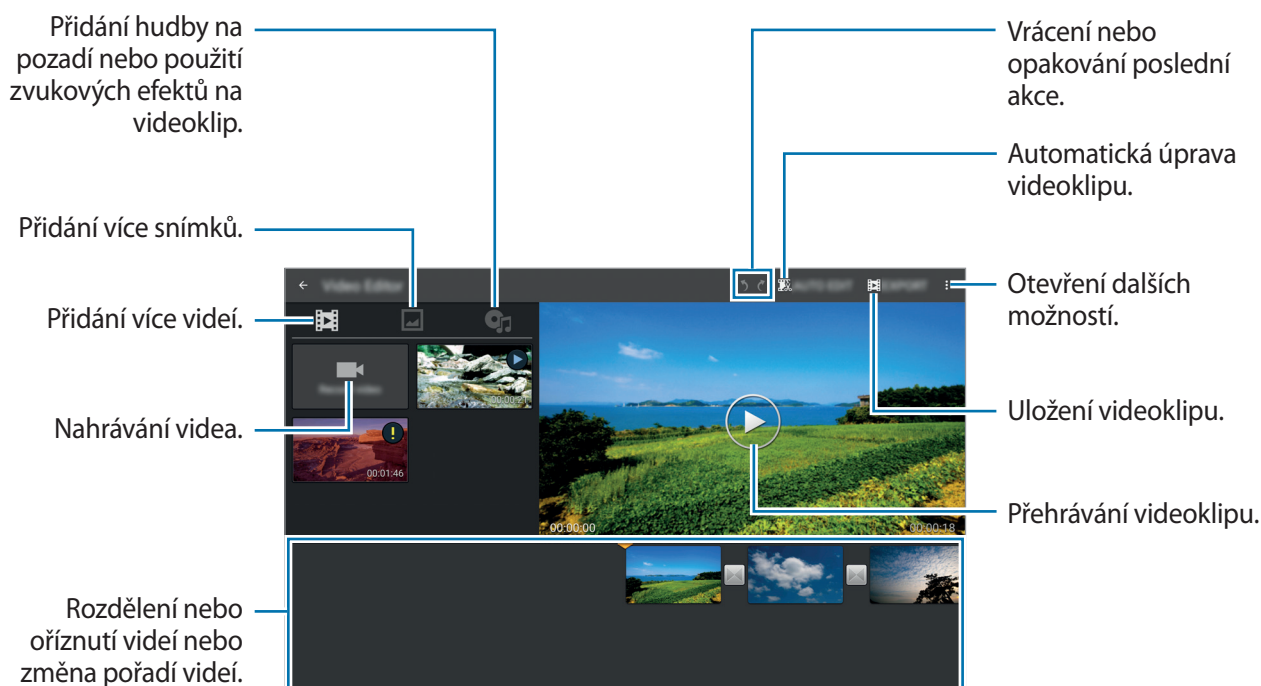 Přidání hudby na
pozadí nebo použití
zvukových efektů na
videoklip.
Přidání více snímků.
Přidání více videí.
Nahrávání videa.
Rozdělení nebo
oříznutí videí nebo
změna pořadí videí.
Vrácení nebo
opakování poslední
akce.
Automatická úprava
videoklipu.
Otevření dalších
možností.
Uložení videoklipu.
Přehrávání videoklipu.
Video Editor
AUTO EDIT
EXPORT
Record video
00:00:21
00:01:46
00:00:00
00:00:18